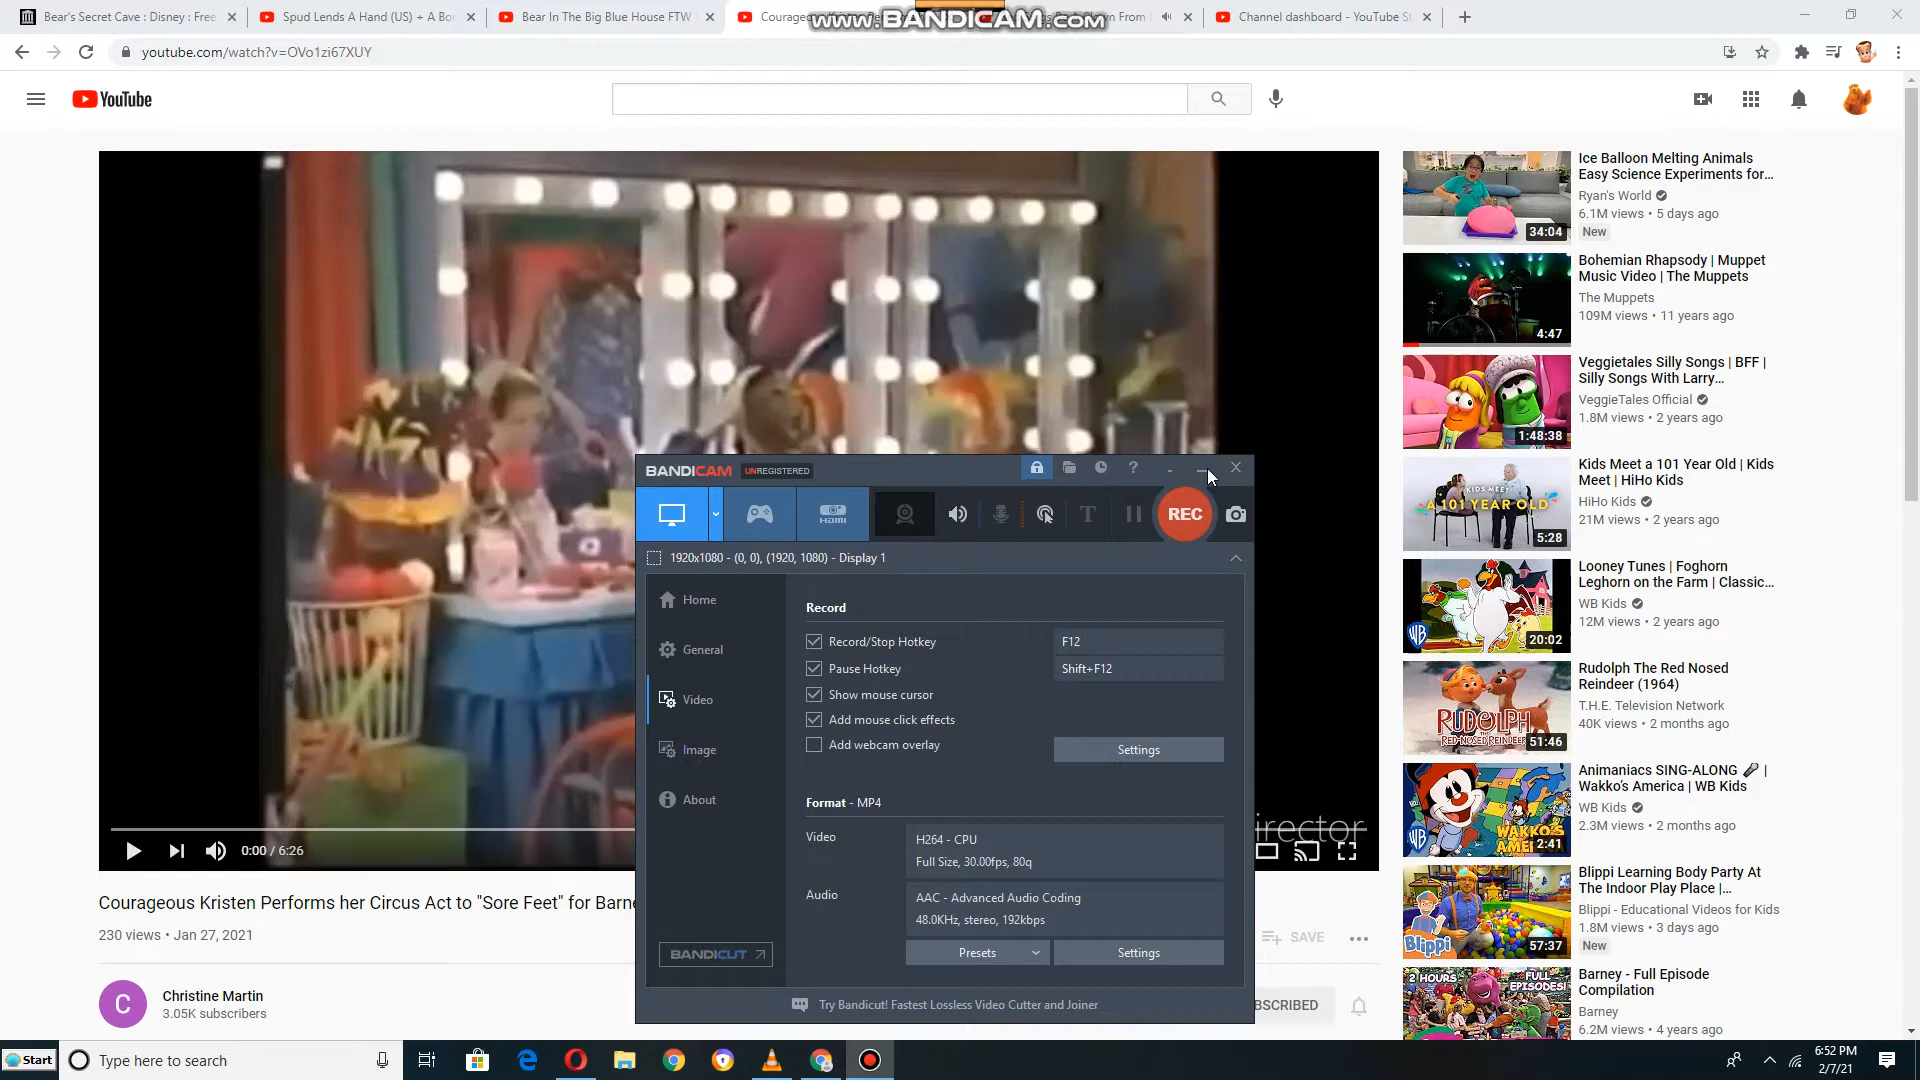 Bear's Secret Cave : Disney : Free
Spud Lends A Hand (US) + A Bo
Bear In The Big Blue House FTW
Channel dashboard - YouTube St
www.BANDICAM.com
youtube.com/watch?v=OVo1zi67XUY
YouTube
BANDICAM UNREGISTERED
HDMI
REC
1920x1080 - (0, 0), (1920, 1080) - Display 1
Home
General
Video
Image
About
BANDICUT
Record
Record/Stop Hotkey
F12
Pause Hotkey
Shift+F12
Show mouse cursor
Add mouse click effects
Add webcam overlay
Settings
Format - MP4
Video
H264 - CPU
Full Size, 30.00fps, 80q
Audio
AAC - Advanced Audio Coding
48.0KHz, stereo, 192kbps
Presets
Settings
Try Bandicut! Fastest Lossless Video Cutter and Joiner
0:00 / 6:26
Courageous Kristen Performs her Circus Act to "Sore Feet" for Barne
230 views • Jan 27, 2021
SAVE
C
Christine Martin
3.05K subscribers
Ice Balloon Melting Animals
Easy Science Experiments for...
Ryan's World
6.1M views • 5 days ago
New
34:04
Bohemian Rhapsody | Muppet
Music Video | The Muppets
The Muppets
109M views • 11 years ago
4:47
Veggietales Silly Songs | BFF |
Silly Songs With Larry...
VeggieTales Official
1.8M views • 2 years ago
1:48:38
Kids Meet a 101 Year Old | Kids
Meet | HiHo Kids
HiHo Kids
21M views • 2 years ago
KIDS MEET
A 101 YEAR OLD
5:28
Looney Tunes | Foghorn
Leghorn on the Farm | Classic...
WB Kids
12M views • 2 years ago
20:02
Rudolph The Red Nosed
Reindeer (1964)
T.H.E. Television Network
40K views • 2 months ago
RUDOLPH
THE RED-NOSED REINDEER
51:46
Animaniacs SING-ALONG 🎤 |
Wakko's America | WB Kids
WB Kids
2.3M views • 2 months ago
2:41
Blippi Learning Body Party At
The Indoor Play Place |...
Blippi - Educational Videos for Kids
1.8M views • 3 days ago
New
Blippi
57:37
Barney - Full Episode
Compilation
Barney
6.2M views • 4 years ago
2 HOURS
FULL
EPISODES!
Start
Type here to search
6:52 PM
2/7/21